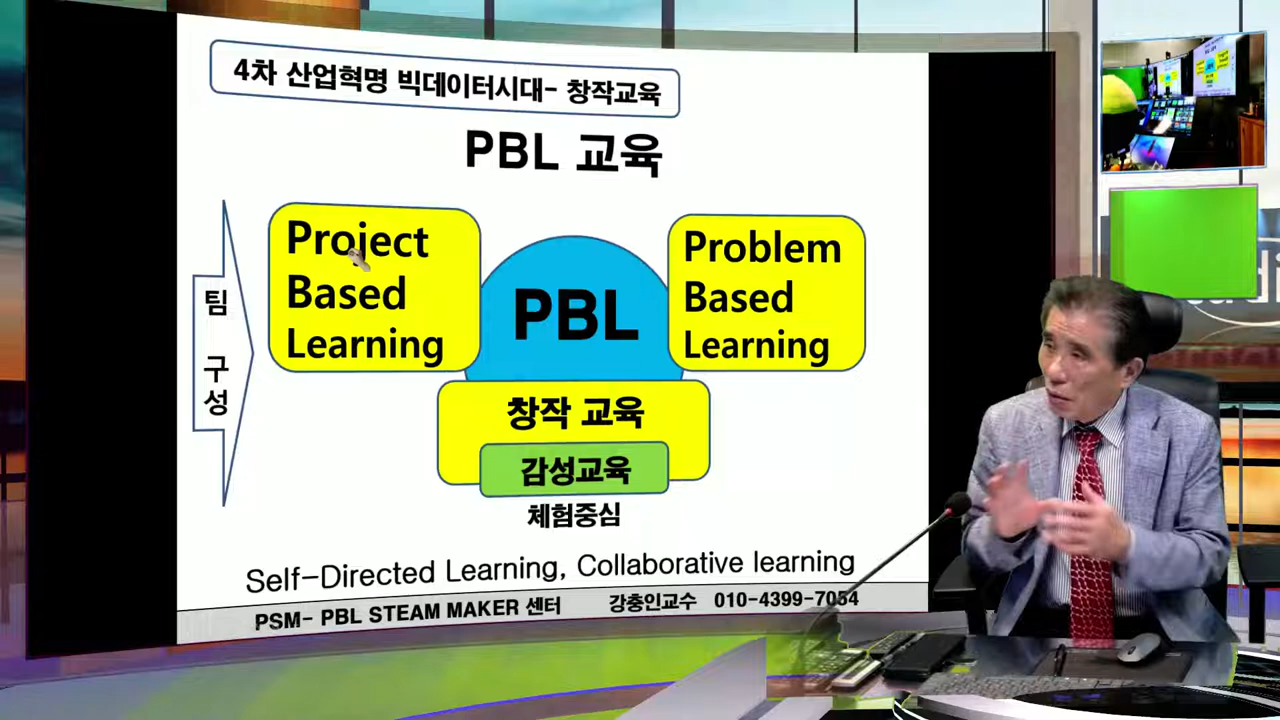 4차 산업혁명 빅데이터시대- 창작교육
PBL 교육
팀
구
성
Project
Based
Learning
PBL
Problem
Based
Learning
창작 교육
감성교육
체험중심
Self-Directed Learning, Collaborative learning
PSM- PBL STEAM MAKER 센터 강충인교수 010-4399-7054